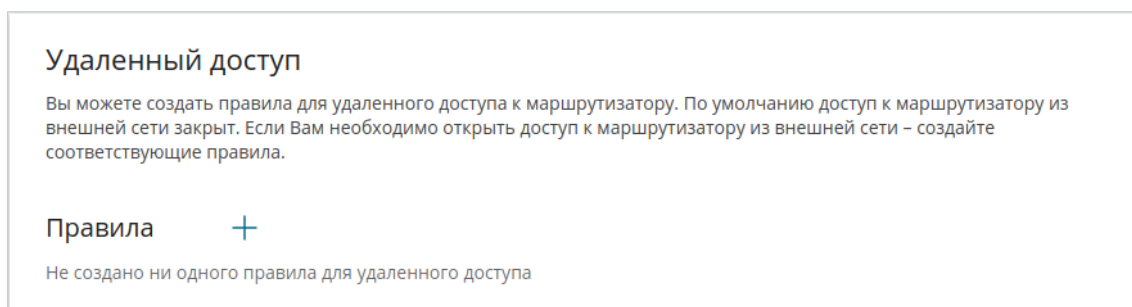 Удаленный доступ
Вы можете создать правила для удаленного доступа к маршрутизатору. По умолчанию доступ к маршрутизатору из
внешней сети закрыт. Если Вам необходимо открыть доступ к маршрутизатору из внешней сети – создайте
соответствующие правила.
Правила +
Не создано ни одного правила для удаленного доступа